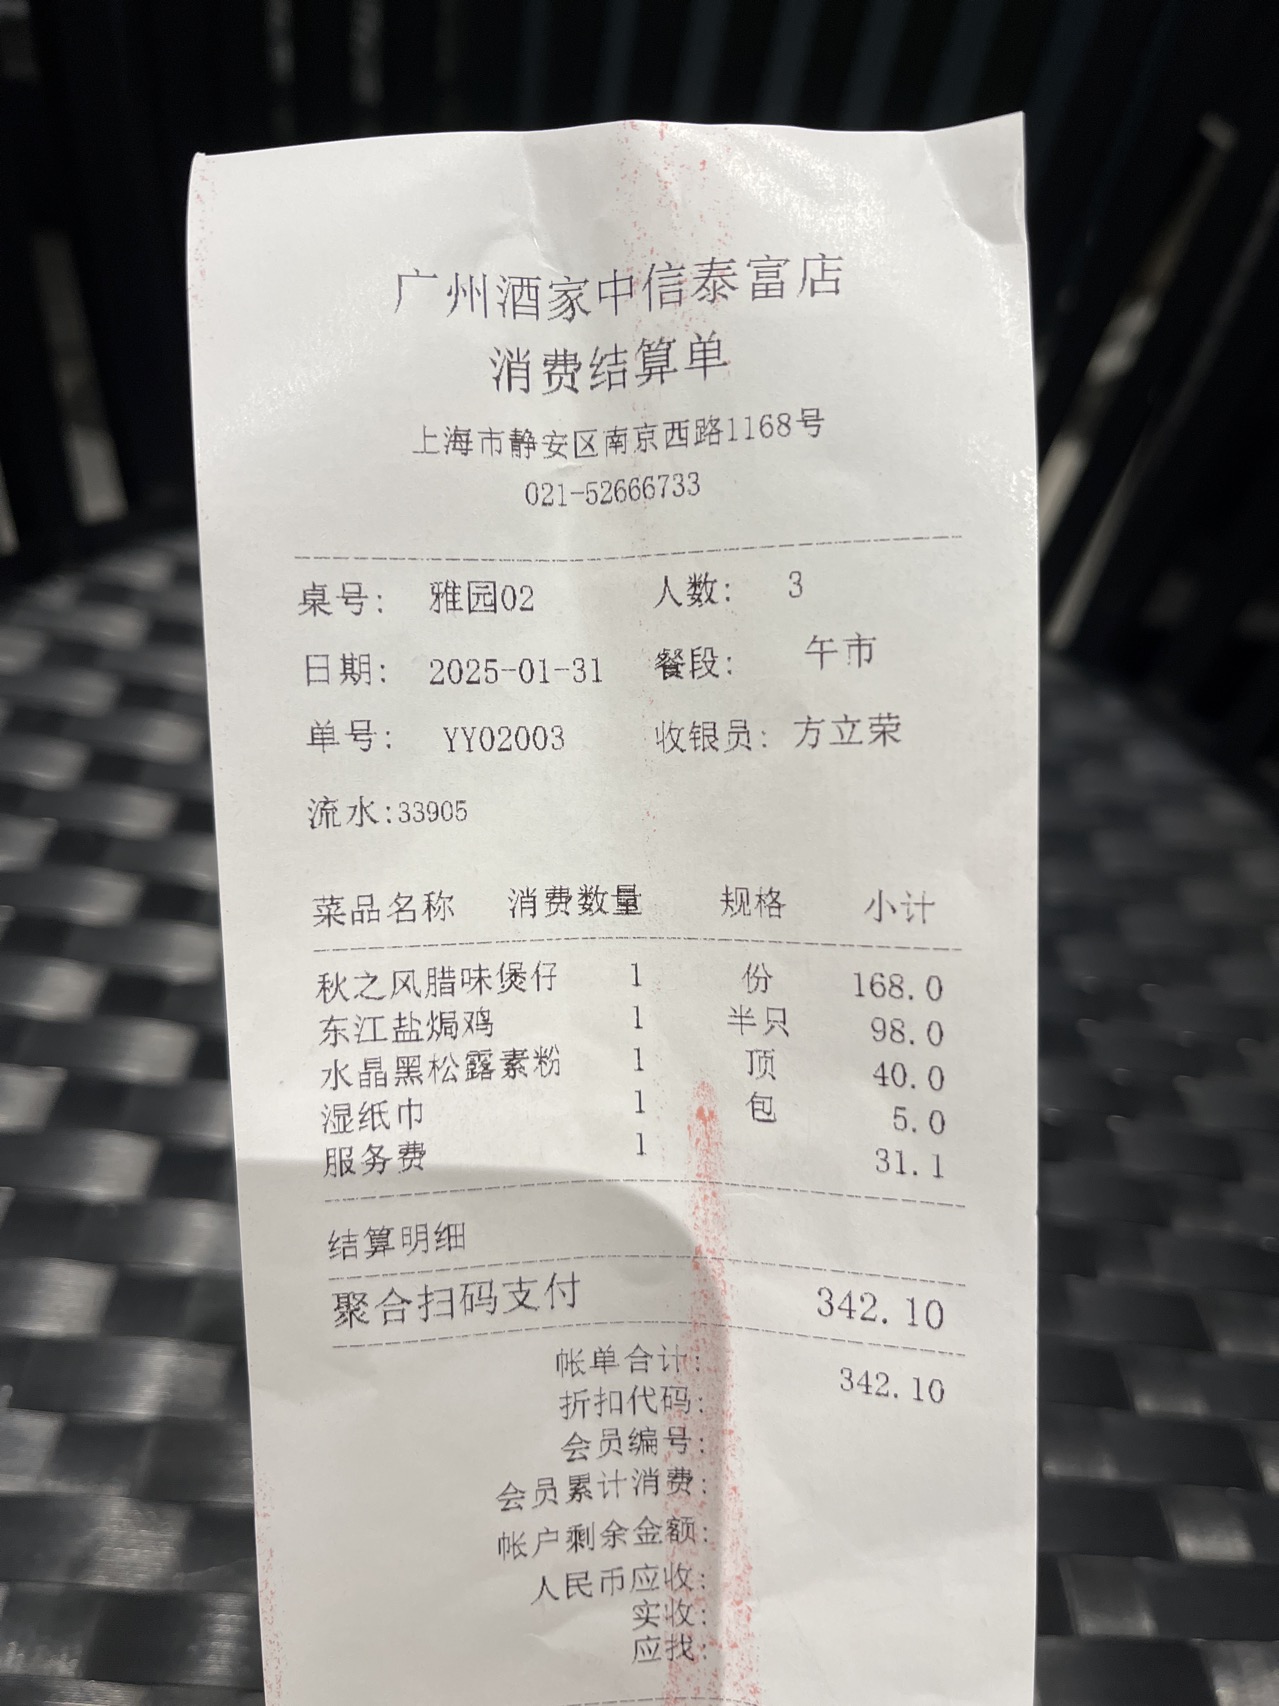 广州酒家中信泰富店
消费结算单
上海市静安区南京西路1168号
021-52666733
桌号: 雅园02 人数: 3
日期: 2025-01-31 餐段: 午市
单号: YY02003 收银员: 方立荣
流水:33905
菜品名称 消费数量 规格 小计
秋之风腊味煲仔 1 份 168.0
东江盐焗鸡 1 半只 98.0
水晶黑松露素粉 1 顶 40.0
湿纸巾 1 包 5.0
服务费 1 31.1
结算明细
聚合扫码支付 342.10
帐单合计: 342.10
折扣代码:
会员编号:
会员累计消费:
帐户剩余金额:
人民币应收:
实收:
应找: